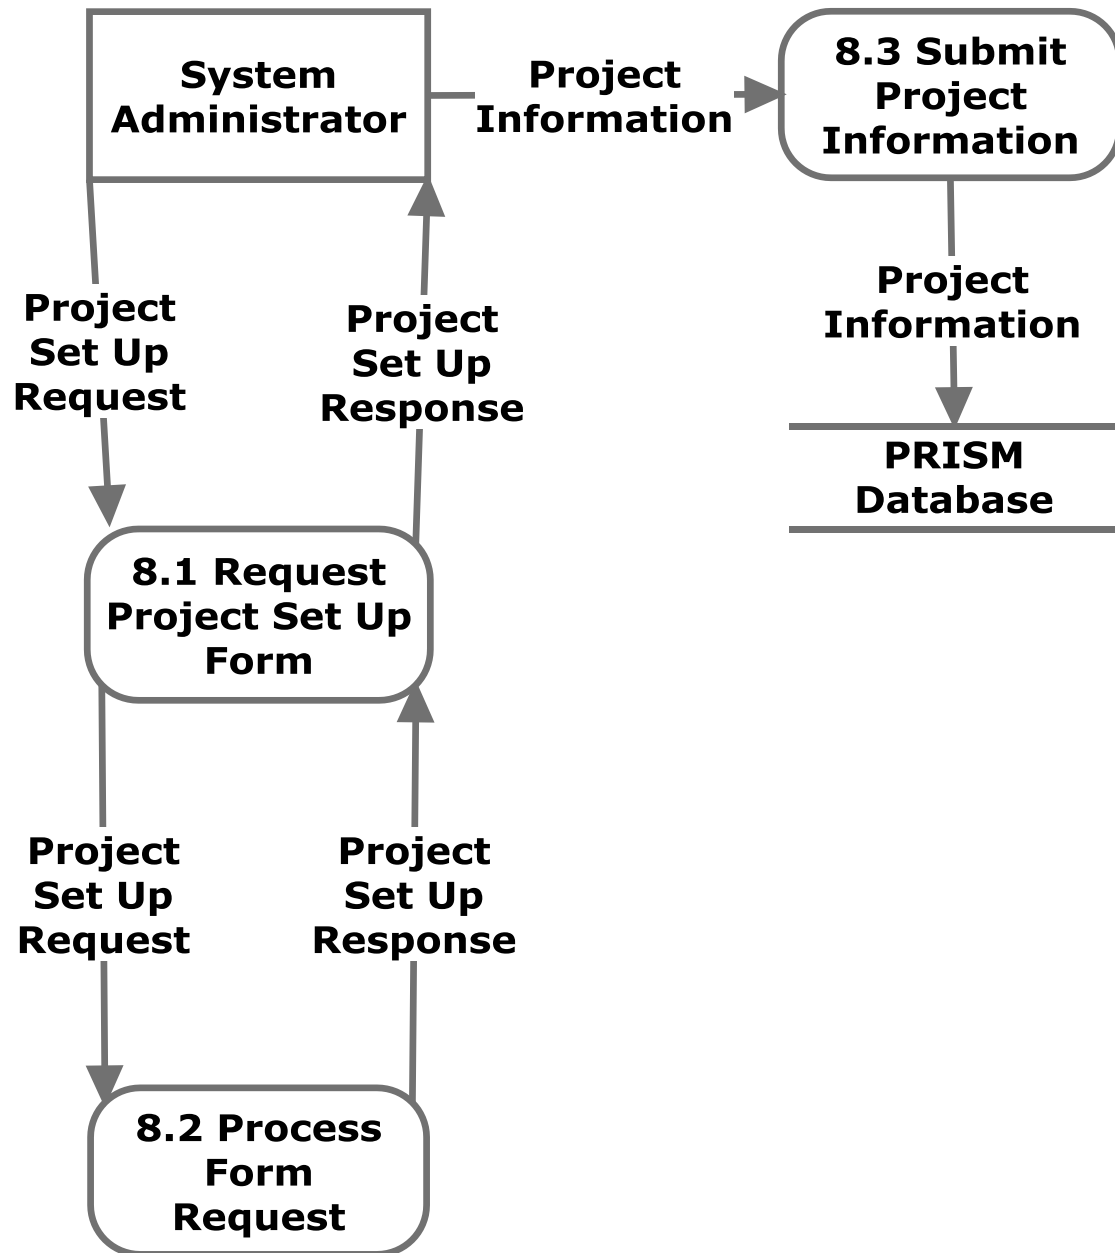 System
Administrator
Project
Information
8.3 Submit
Project
Information
Project
Set Up
Request
Project
Set Up
Response
Project
Information
PRISM
Database
8.1 Request
Project Set Up
Form
Project
Set Up
Request
Project
Set Up
Response
8.2 Process
Form
Request